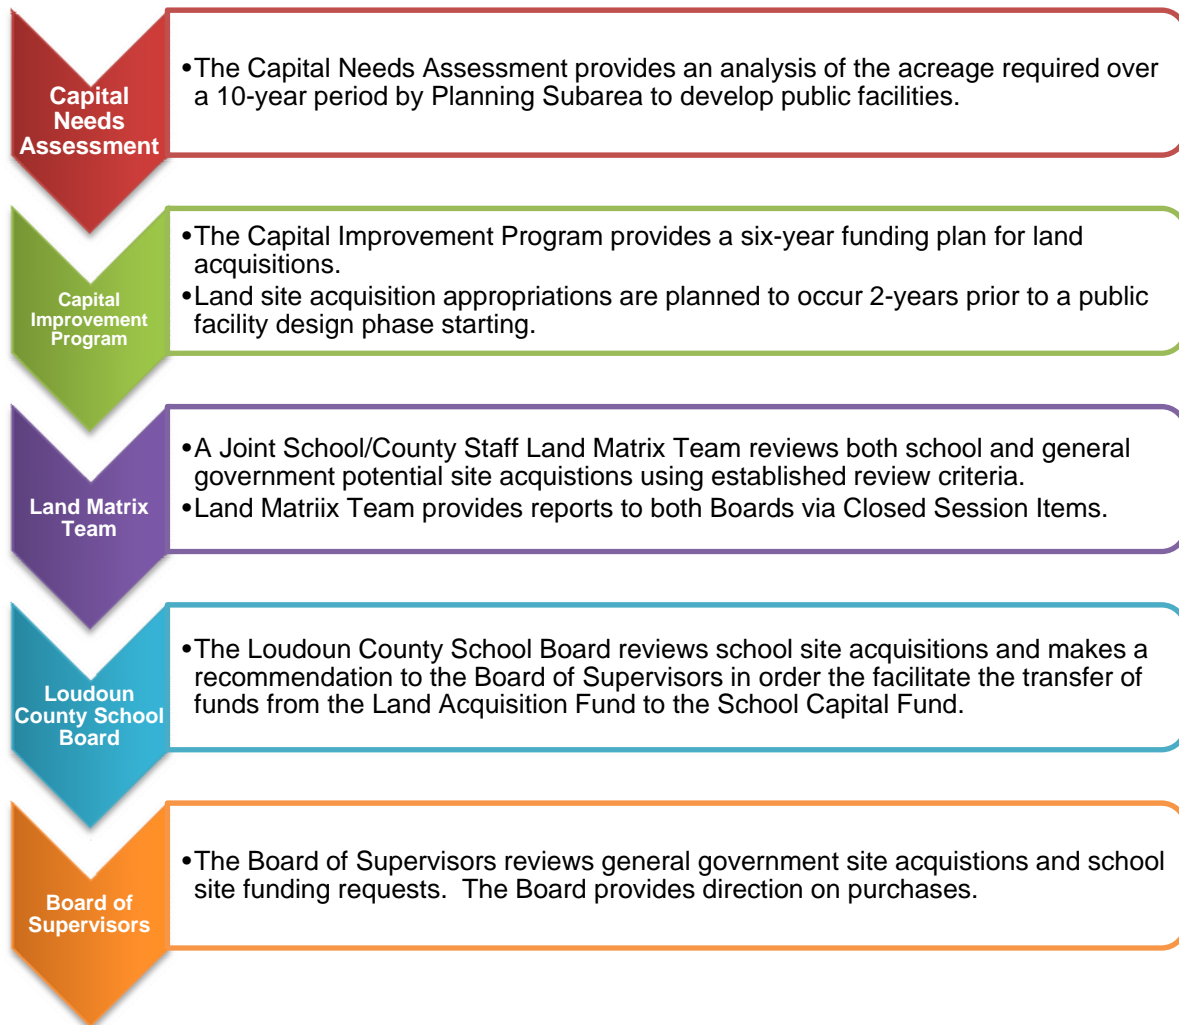 Capital
Needs
Assessment
•The Capital Needs Assessment provides an analysis of the acreage required over
a 10-year period by Planning Subarea to develop public facilities.
Capital
Improvement
Program
•The Capital Improvement Program provides a six-year funding plan for land
acquisitions.
•Land site acquisition appropriations are planned to occur 2-years prior to a public
facility design phase starting.
Land Matrix
Team
•A Joint School/County Staff Land Matrix Team reviews both school and general
government potential site acquistions using established review criteria.
•Land Matriix Team provides reports to both Boards via Closed Session Items.
Loudoun
County School
Board
•The Loudoun County School Board reviews school site acquisitions and makes a
recommendation to the Board of Supervisors in order the facilitate the transfer of
funds from the Land Acquisition Fund to the School Capital Fund.
Board of
Supervisors
•The Board of Supervisors reviews general government site acquistions and school
site funding requests.  The Board provides direction on purchases.